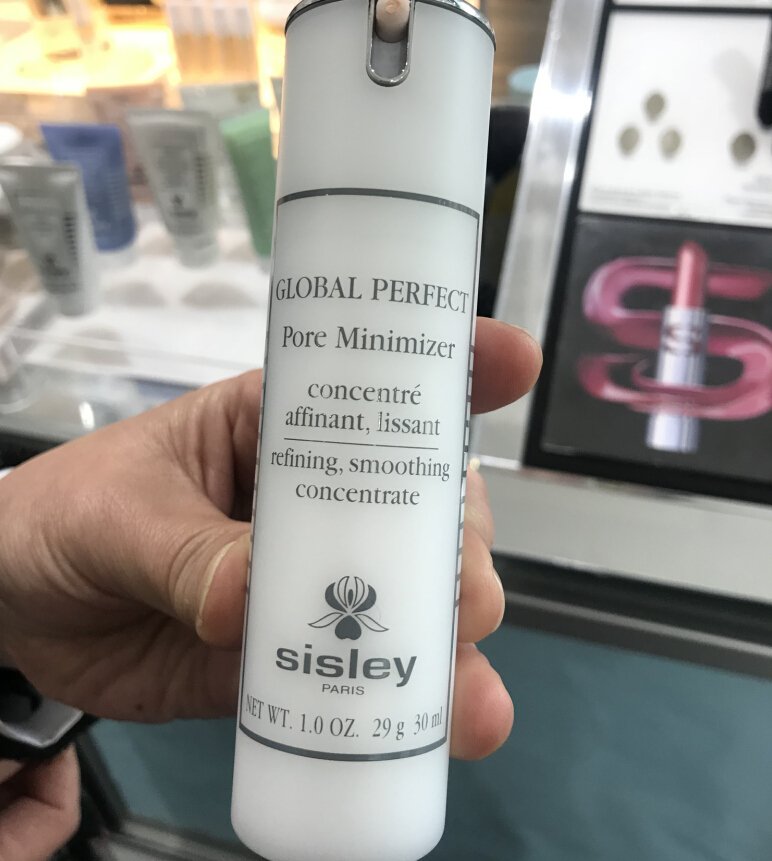 GLOBAL PERFECT
Pore Minimizer
concentré
affinant, lissant
refining, smoothing
concentrate
sisley
PARIS
NET WT. 1.0 OZ. 29 g 30 ml